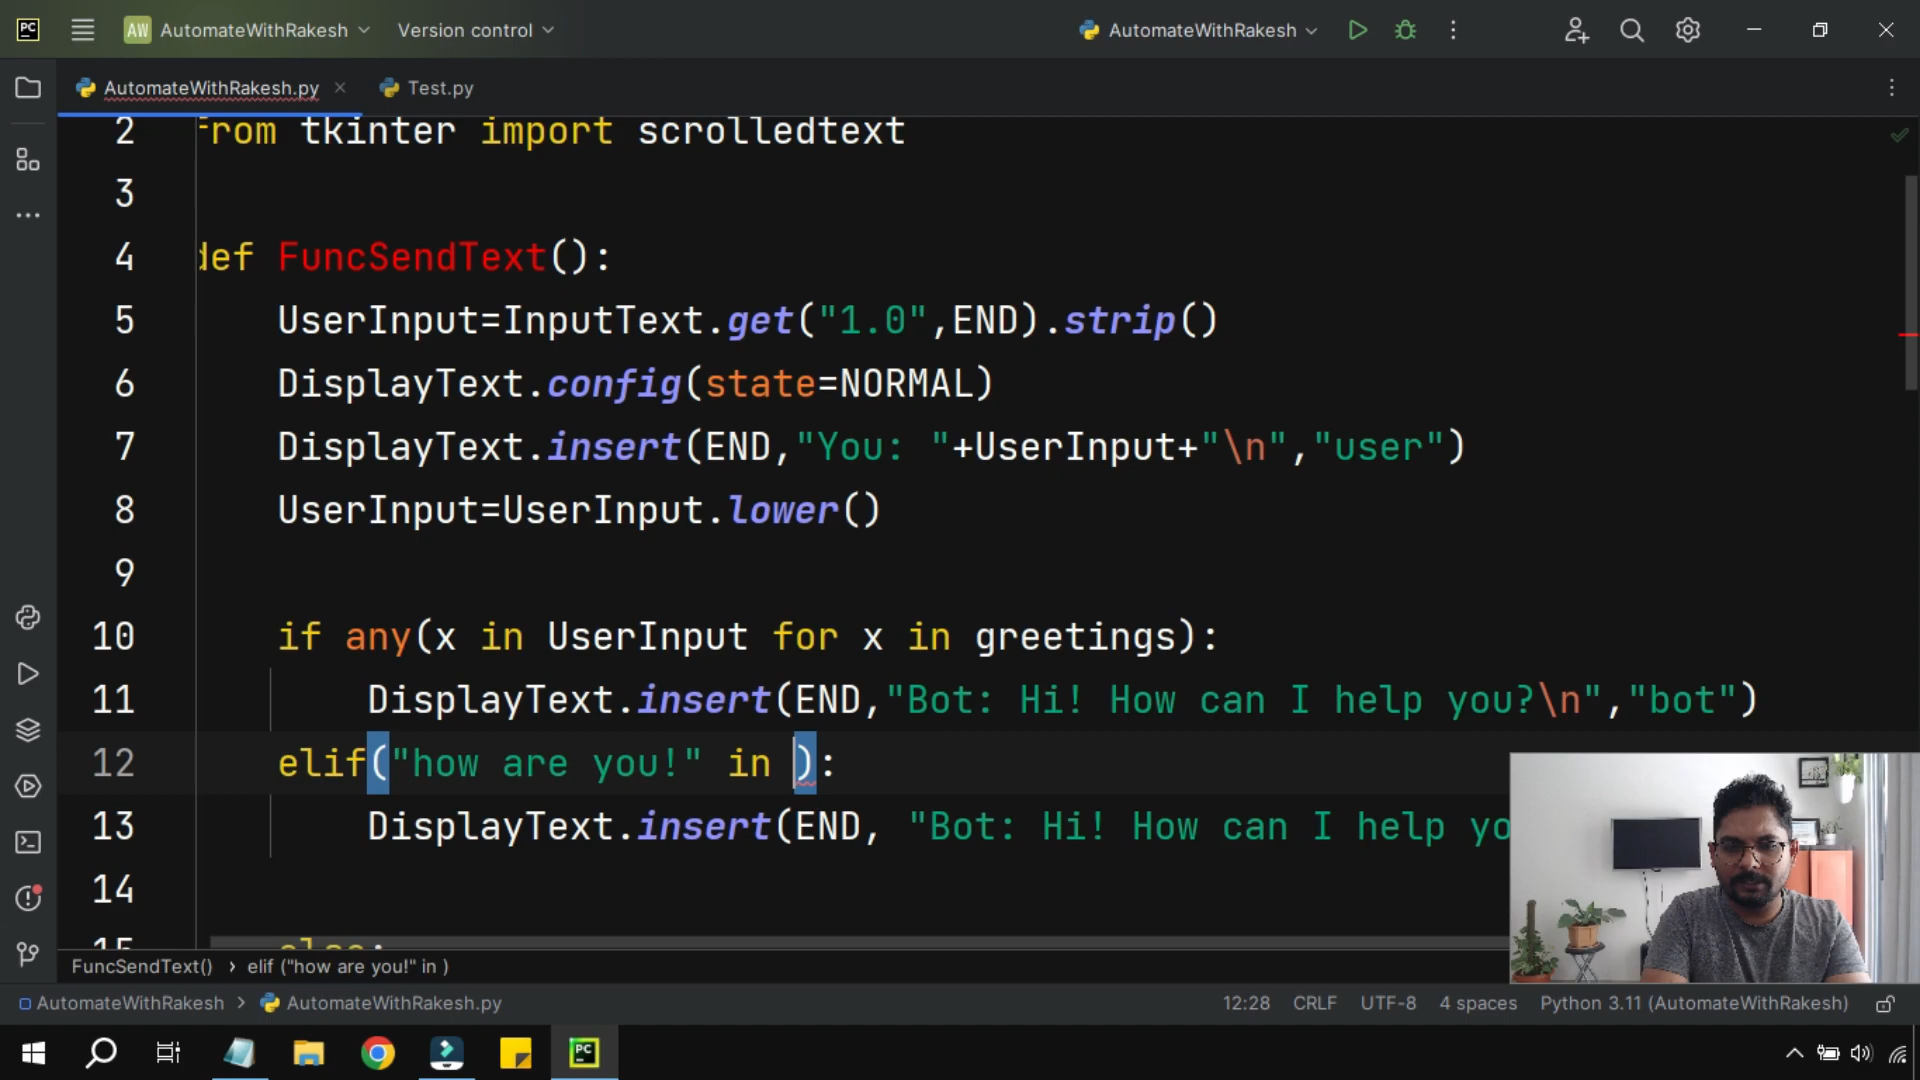 PC
AW AutomateWithRakesh
Version control
AutomateWithRakesh
AutomateWithRakesh.py
Test.py
2 from tkinter import scrolledtext
3
4 def FuncSendText():
5 UserInput=InputText.get("1.0",END).strip()
6 DisplayText.config(state=NORMAL)
7 DisplayText.insert(END,"You: "+UserInput+"\n","user")
8 UserInput=UserInput.lower()
9
10 if any(x in UserInput for x in greetings):
11 DisplayText.insert(END,"Bot: Hi! How can I help you?\n","bot")
12 elif("how are you!" in ):
13 DisplayText.insert(END, "Bot: Hi! How can I help yo
14
15 else:
FuncSendText() › elif ("how are you!" in )
AutomateWithRakesh > AutomateWithRakesh.py
12:28 CRLF UTF-8 4 spaces Python 3.11 (AutomateWithRakesh)
PC